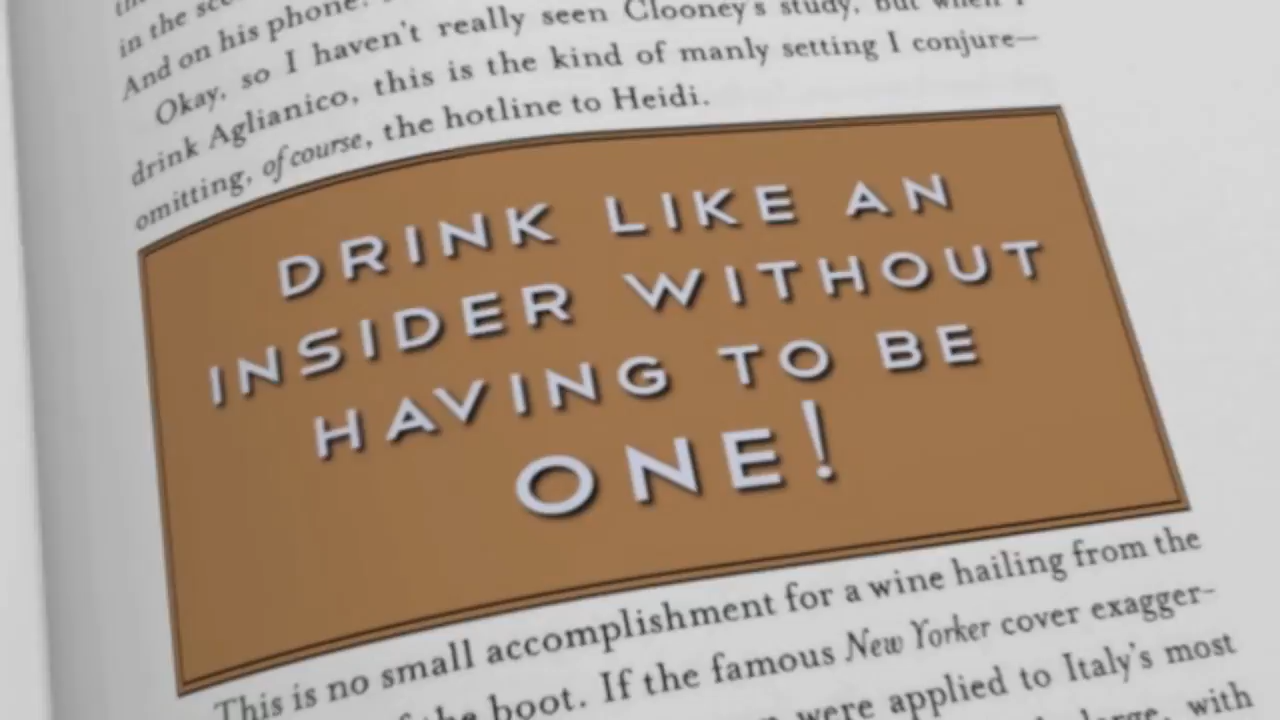 in the
And on his phone.
Okay, so I haven't really seen Clooney's study, but when I
drink Aglianico, this is the kind of manly setting I conjure—
omitting, of course, the hotline to Heidi.
DRINK LIKE AN
INSIDER WITHOUT
HAVING TO BE
ONE!
This is no small accomplishment for a wine hailing from the
the boot. If the famous New Yorker cover exagger-
were applied to Italy's most
with